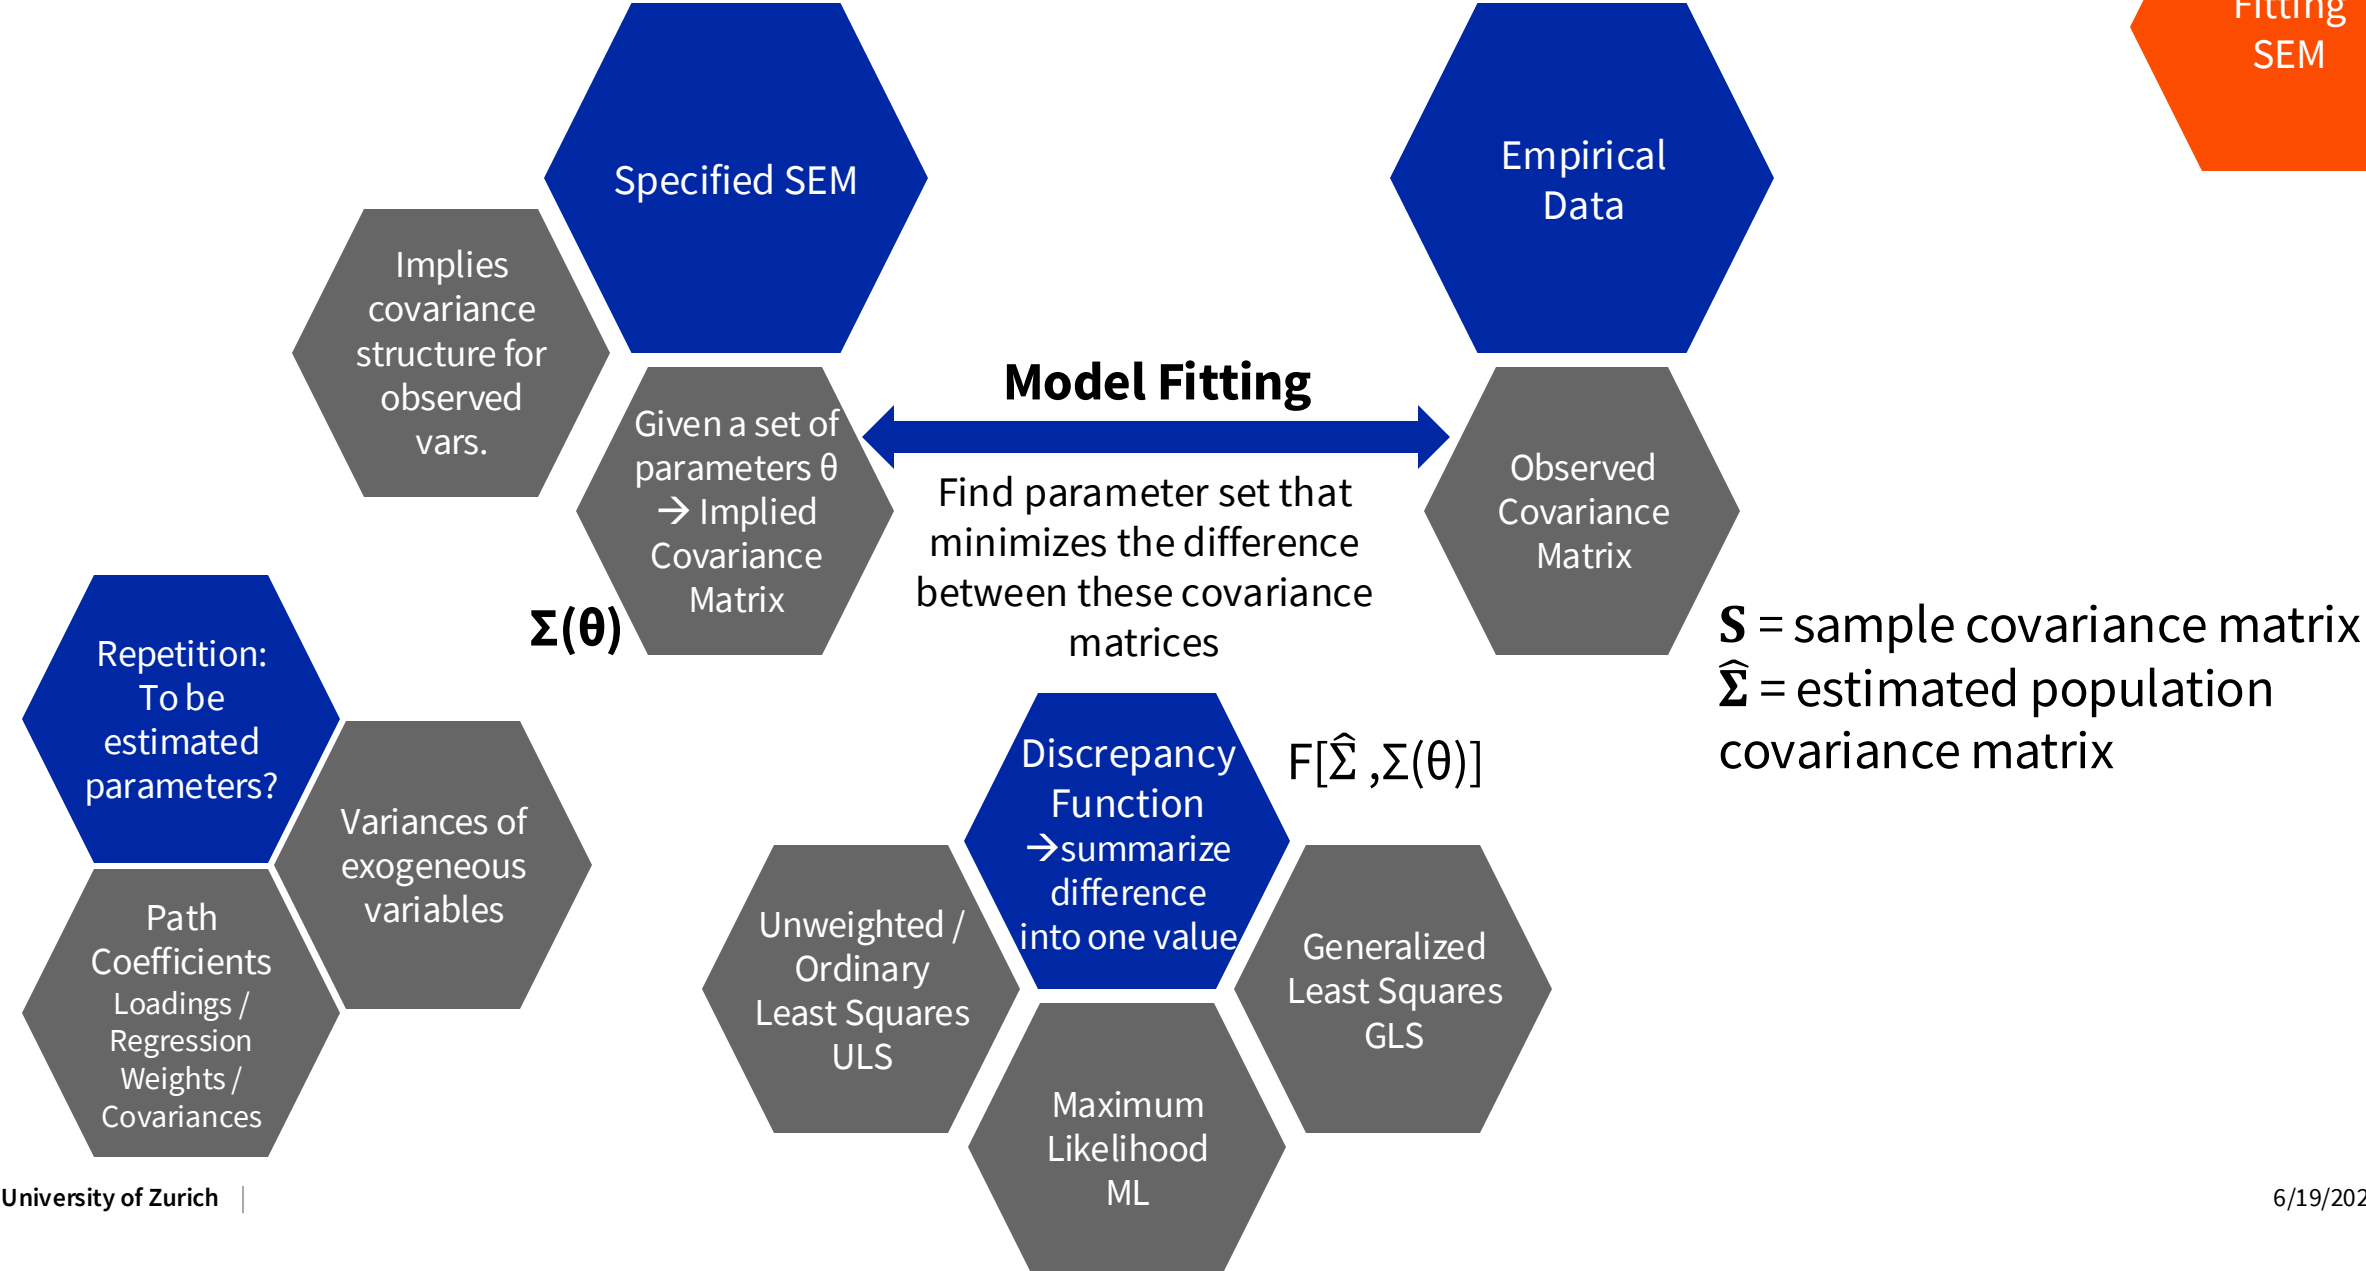 Fitting
SEM
Specified SEM
Empirical
Data
Implies
covariance
structure for
observed
vars.
Given a set of
parameters θ
→ Implied
Covariance
Matrix
Σ(θ)
Model Fitting
Find parameter set that
minimizes the difference
between these covariance
matrices
Observed
Covariance
Matrix
S = sample covariance matrix
Σ̂ = estimated population
covariance matrix
Repetition:
To be
estimated
parameters?
Variances of
exogeneous
variables
Path
Coefficients
Loadings /
Regression
Weights /
Covariances
Discrepancy
Function
→summarize
difference
into one value
F[Σ̂ ,Σ(θ)]
Unweighted /
Ordinary
Least Squares
ULS
Maximum
Likelihood
ML
Generalized
Least Squares
GLS
University of Zurich |
6/19/202